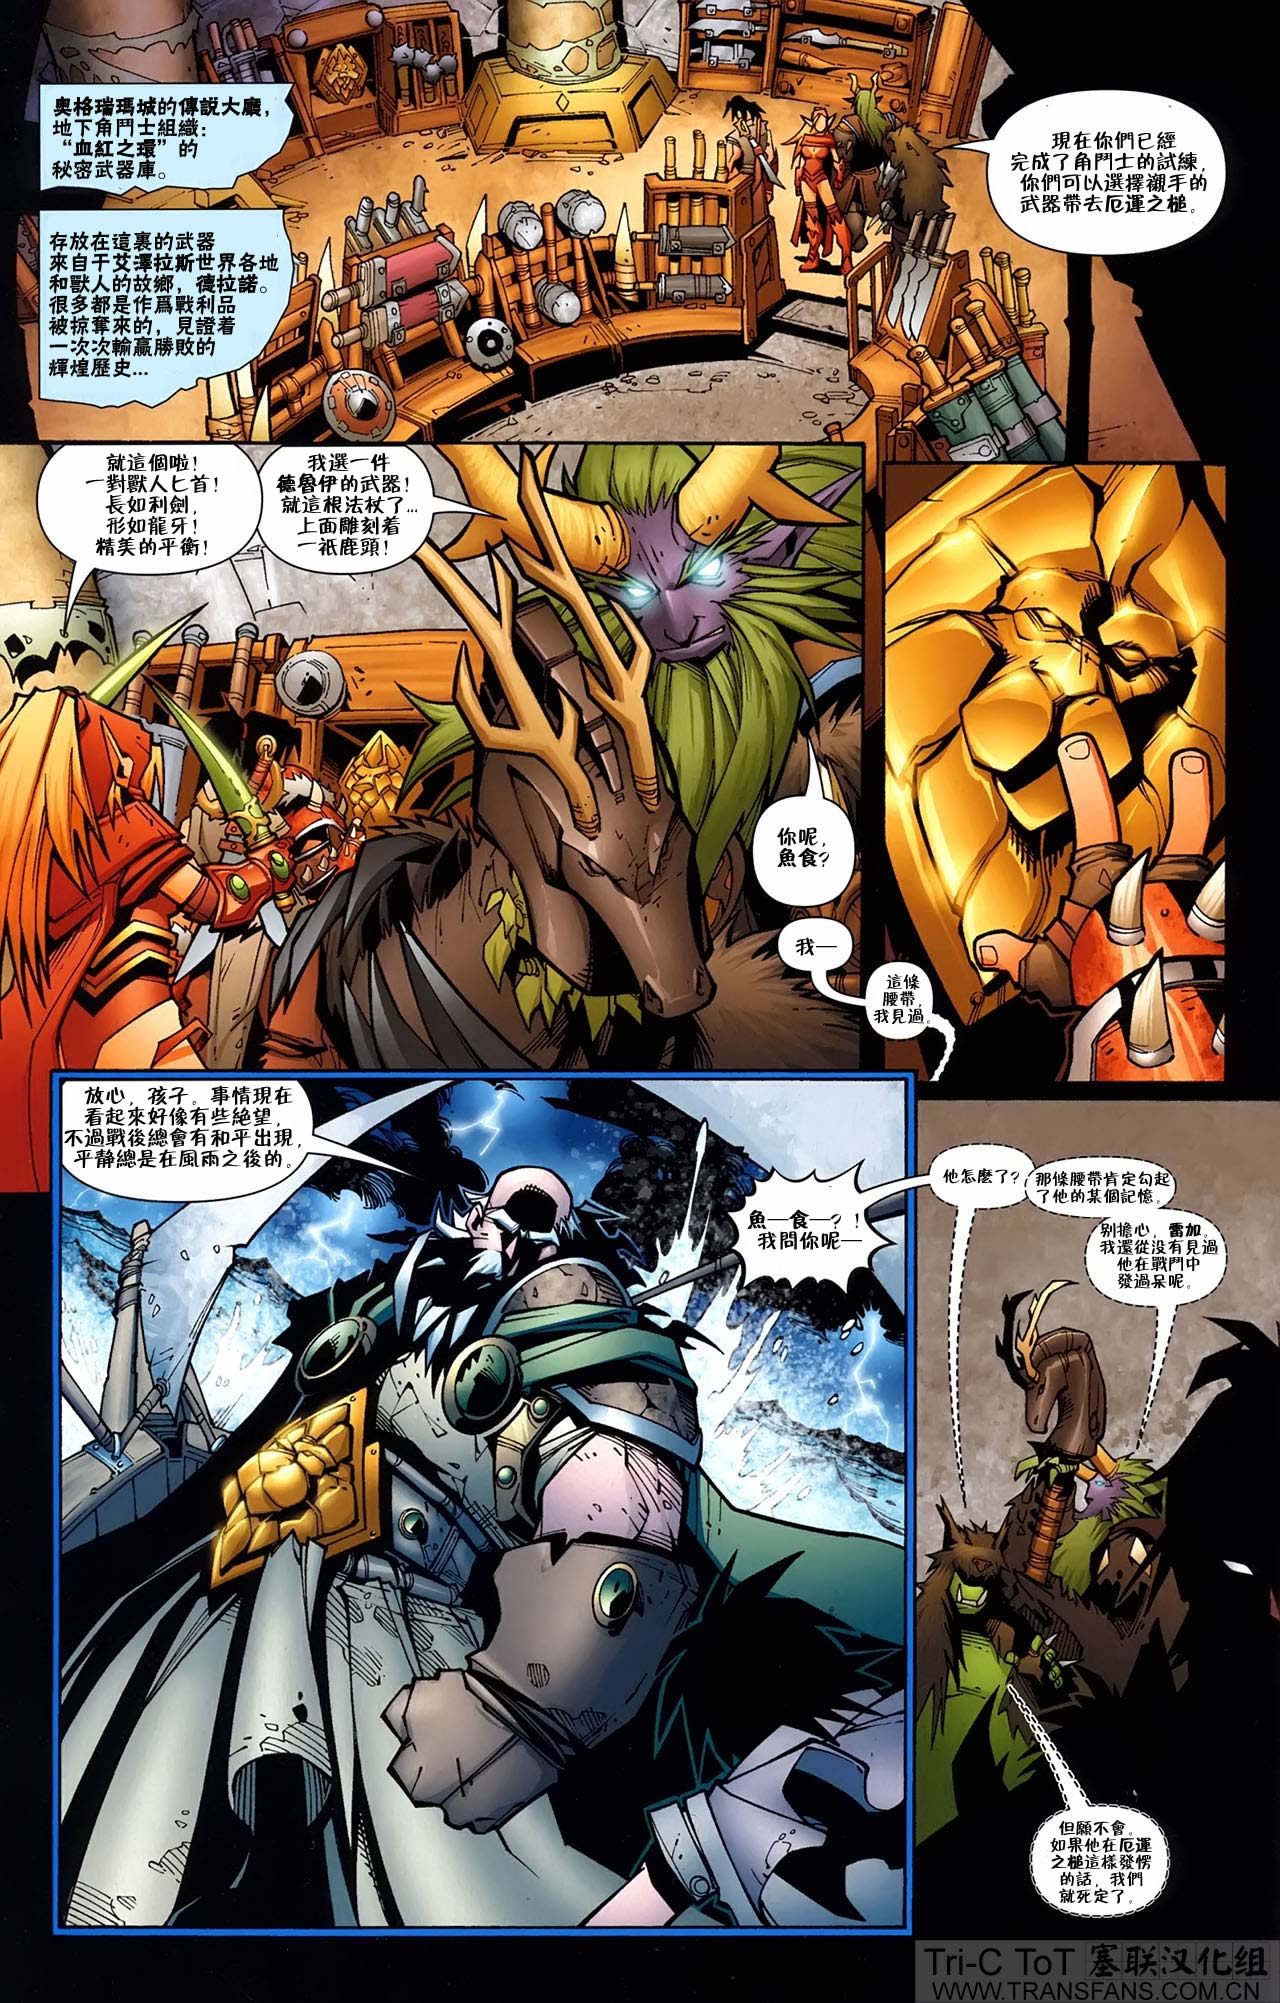 奧格瑞瑪城的傳說大廳，
地下角鬥士組織：
“血紅之環”的
秘密武器庫。
存放在這裏的武器
來自于艾澤拉斯世界各地
和獸人的故鄉，德拉諾。
很多都是作爲戰利品
被掠奪來的，見證着
一次次輸贏勝敗的
輝煌歷史...
現在你們已經
完成了角鬥士的試練，
你們可以選擇襯手的
武器帶去厄運之槌。
就這個啦！
一對獸人匕首！
長如利劍，
形如龍牙！
精美的平衡！
我選一件
德魯伊的武器！
就這根法杖了...
上面雕刻着
一衹鹿頭！
你呢，
魚食？
我—
這條
腰帶，
我見過。
放心，孩子。事情現在
看起來好像有些絕望，
不過戰後總會有和平出現，
平靜總是在風雨之後的。
魚—食—？！
我問你呢—
他怎麼了？
那條腰帶肯定勾起
了他的某個記憶。
别擔心，雷加。
我還從没有見過
他在戰鬥中
發過呆呢。
但願不會。
如果他在厄運
之槌這樣發愣
的話，我們
就死定了。
Tri-C ToT 塞联汉化组
WWW.TRANSFANS.COM.CN